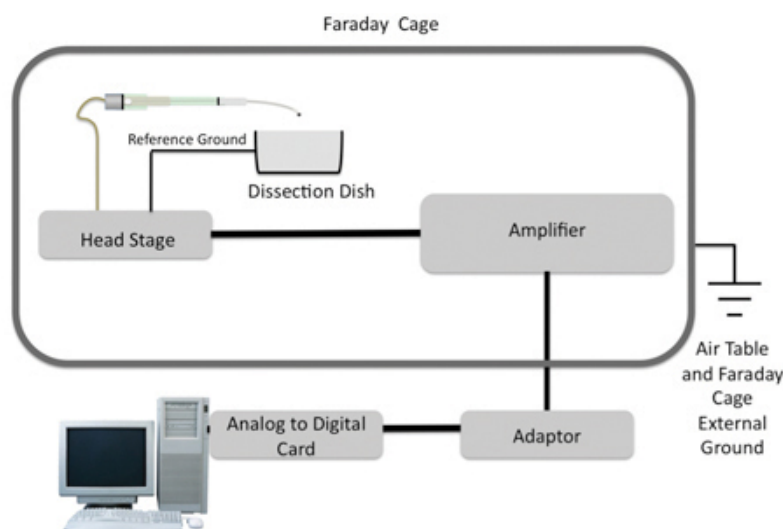 Faraday Cage
Reference Ground
Dissection Dish
Head Stage
Amplifier
Air Table
and Faraday
Cage
External
Ground
Analog to Digital
Card
Adaptor